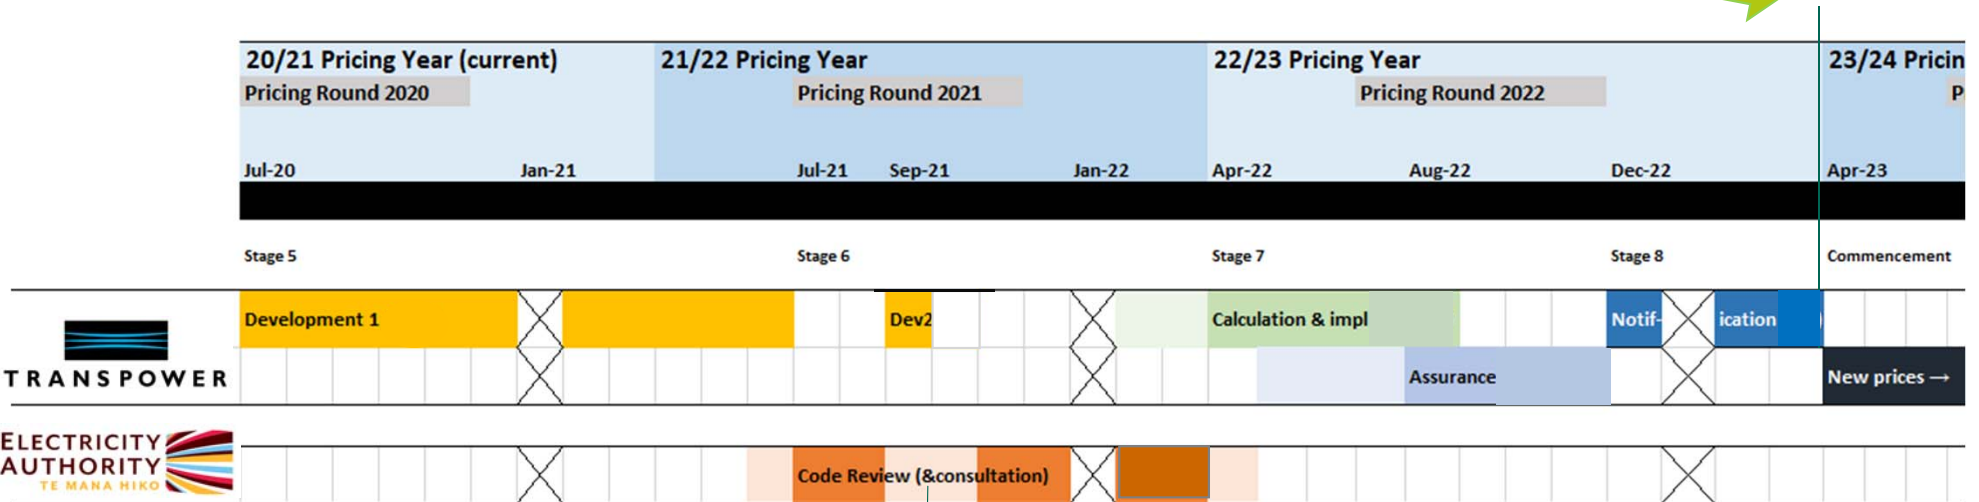 20/21 Pricing Year (current) 21/22 Pricing Year 22/23 Pricing Year 23/24 Pricin
Pricing Round 2020 Pricing Round 2021 Pricing Round 2022 P
Jul-20 Jan-21 Jul-21 Sep-21 Jan-22 Apr-22 Aug-22 Dec-22 Apr-23
Stage 5 Stage 6 Stage 7 Stage 8 Commencement
Development 1 Dev2 Calculation & impl Notif- ication
TRANSPOWER Assurance New prices →
ELECTRICITY
AUTHORITY
TE MANA HIKO
Code Review (&consultation)